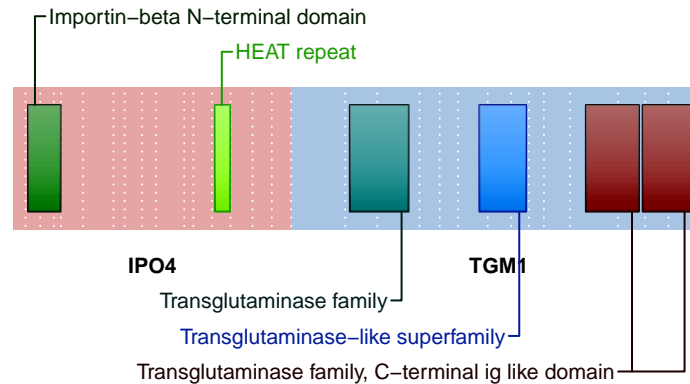 Importin−beta N−terminal domain
HEAT repeat
IPO4
TGM1
Transglutaminase family
Transglutaminase−like superfamily
Transglutaminase family, C−terminal ig like domain